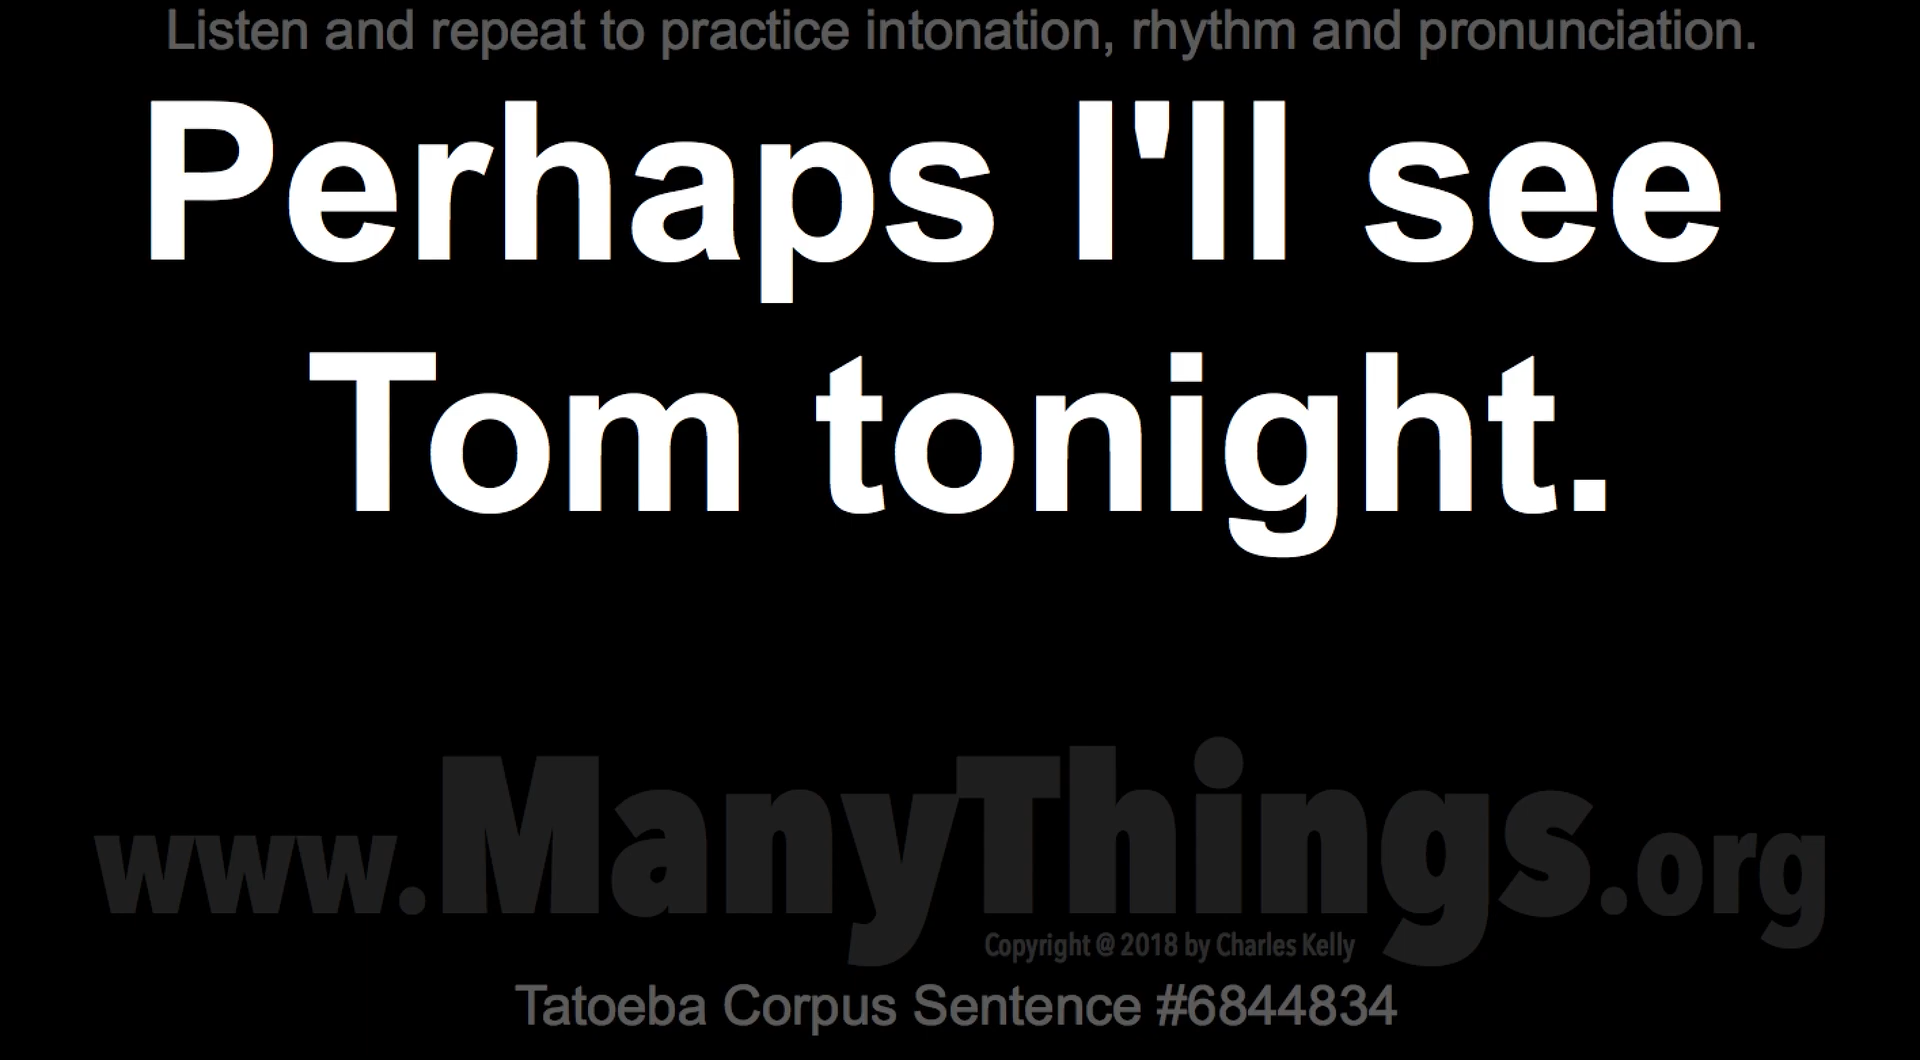 Listen and repeat to practice intonation, rhythm and pronunciation.
Perhaps I'll see
Tom tonight.
www.ManyThings.org
Copyright @ 2018 by Charles Kelly
Tatoeba Corpus Sentence #6844834